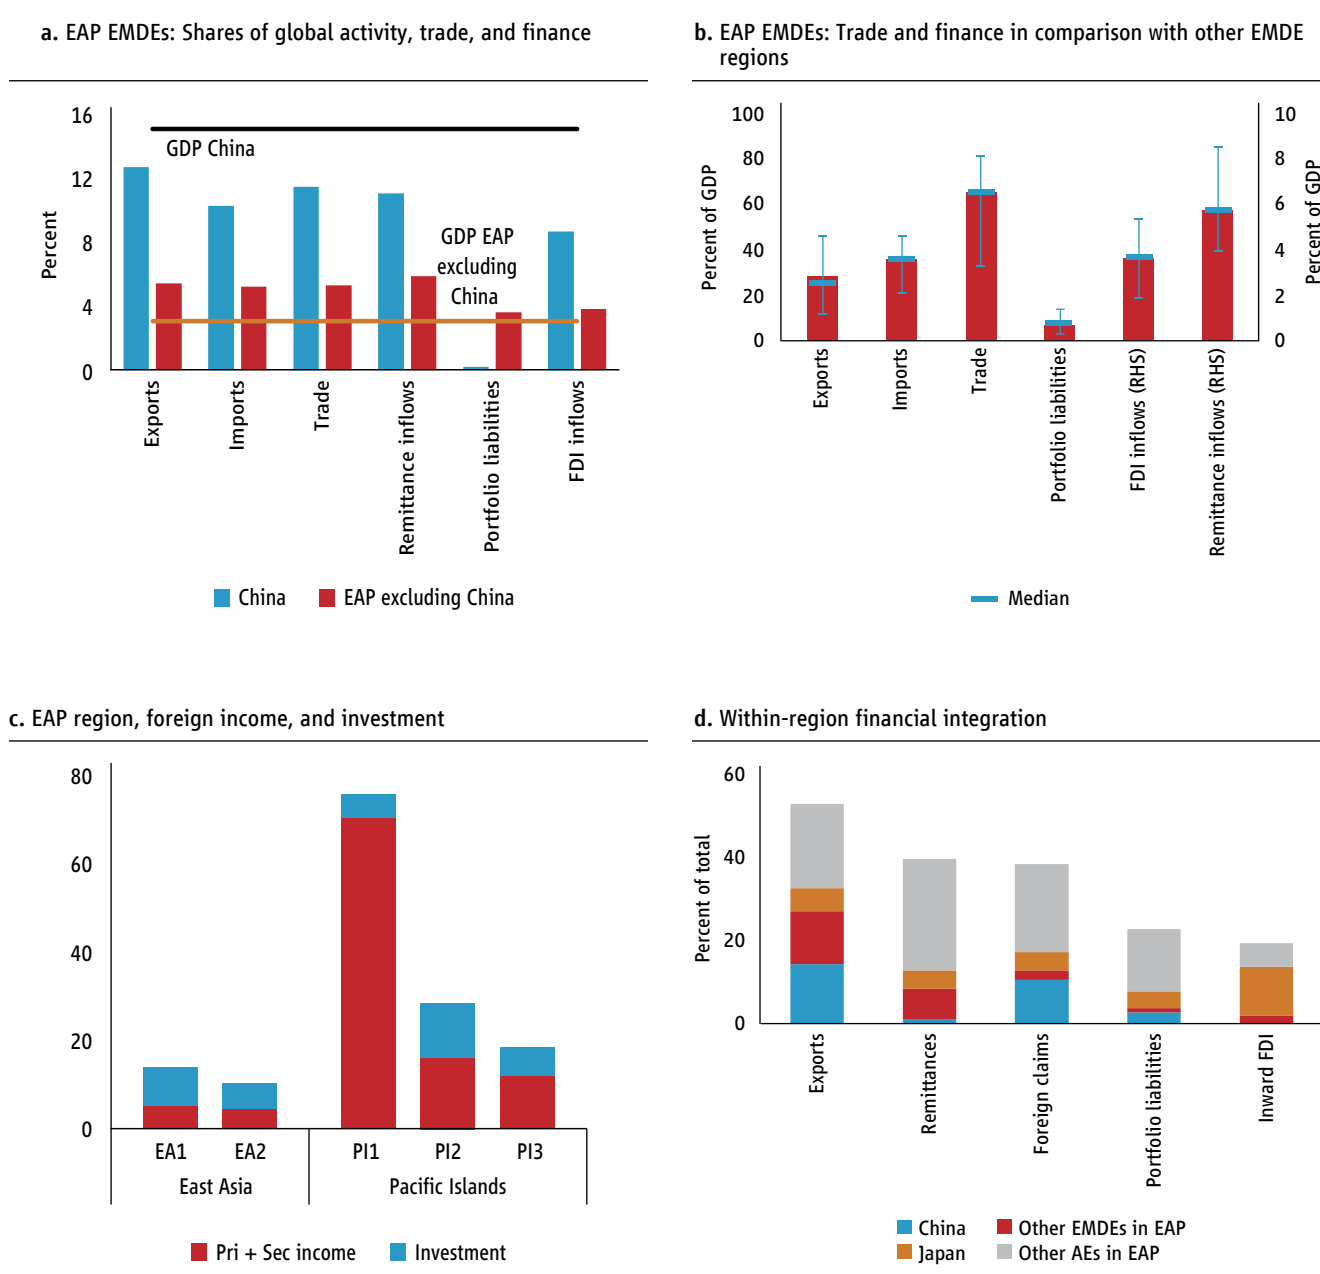 a. EAP EMDEs: Shares of global activity, trade, and finance
Percent
16
12
8
4
0
GDP China
GDP EAP
excluding
China
Exports
Imports
Trade
Remittance inflows
Portfolio liabilities
FDI inflows
China
EAP excluding China
b. EAP EMDEs: Trade and finance in comparison with other EMDE
regions
Percent of GDP
100
80
60
40
20
0
10
8
6
4
2
0
Percent of GDP
Exports
Imports
Trade
Portfolio liabilities
FDI inflows (RHS)
Remittance inflows (RHS)
Median
c. EAP region, foreign income, and investment
80
60
40
20
0
EA1
EA2
PI1
PI2
PI3
East Asia
Pacific Islands
Pri + Sec income
Investment
d. Within-region financial integration
Percent of total
60
40
20
0
Exports
Remittances
Foreign claims
Portfolio liabilities
Inward FDI
China
Other EMDEs in EAP
Japan
Other AEs in EAP